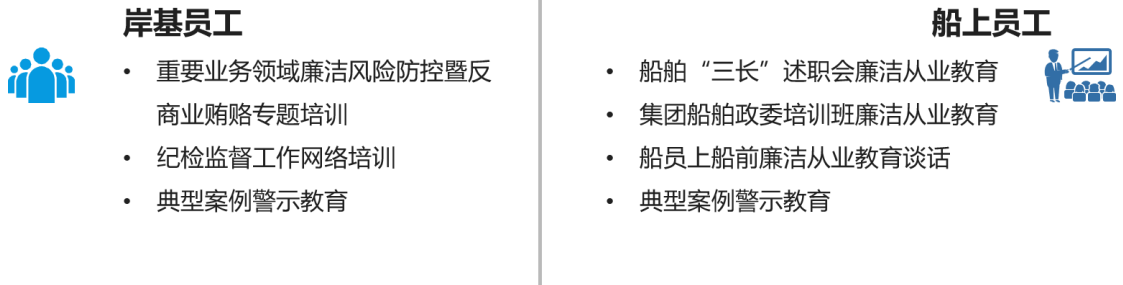 岸基员工
• 重要业务领域廉洁风险防控暨反
商业贿赂专题培训
• 纪检监督工作网络培训
• 典型案例警示教育
船上员工
• 船舶“三长”述职会廉洁从业教育
• 集团船舶政委培训班廉洁从业教育
• 船员上船前廉洁从业教育谈话
• 典型案例警示教育